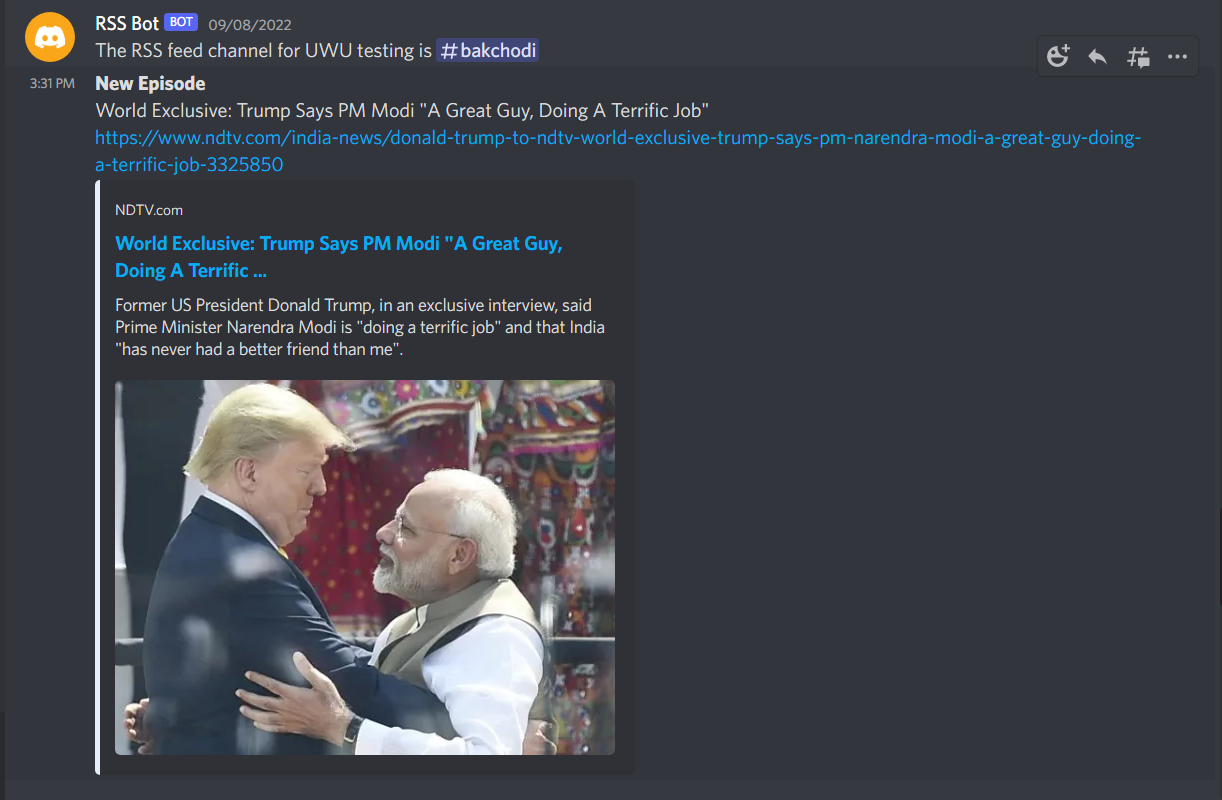 RSS Bot BOT 09/08/2022
The RSS feed channel for UWU testing is #bakchodi
3:31 PM New Episode
World Exclusive: Trump Says PM Modi "A Great Guy, Doing A Terrific Job"
https://www.ndtv.com/india-news/donald-trump-to-ndtv-world-exclusive-trump-says-pm-narendra-modi-a-great-guy-doing-
a-terrific-job-3325850
NDTV.com
World Exclusive: Trump Says PM Modi "A Great Guy,
Doing A Terrific ...
Former US President Donald Trump, in an exclusive interview, said
Prime Minister Narendra Modi is "doing a terrific job" and that India
"has never had a better friend than me".